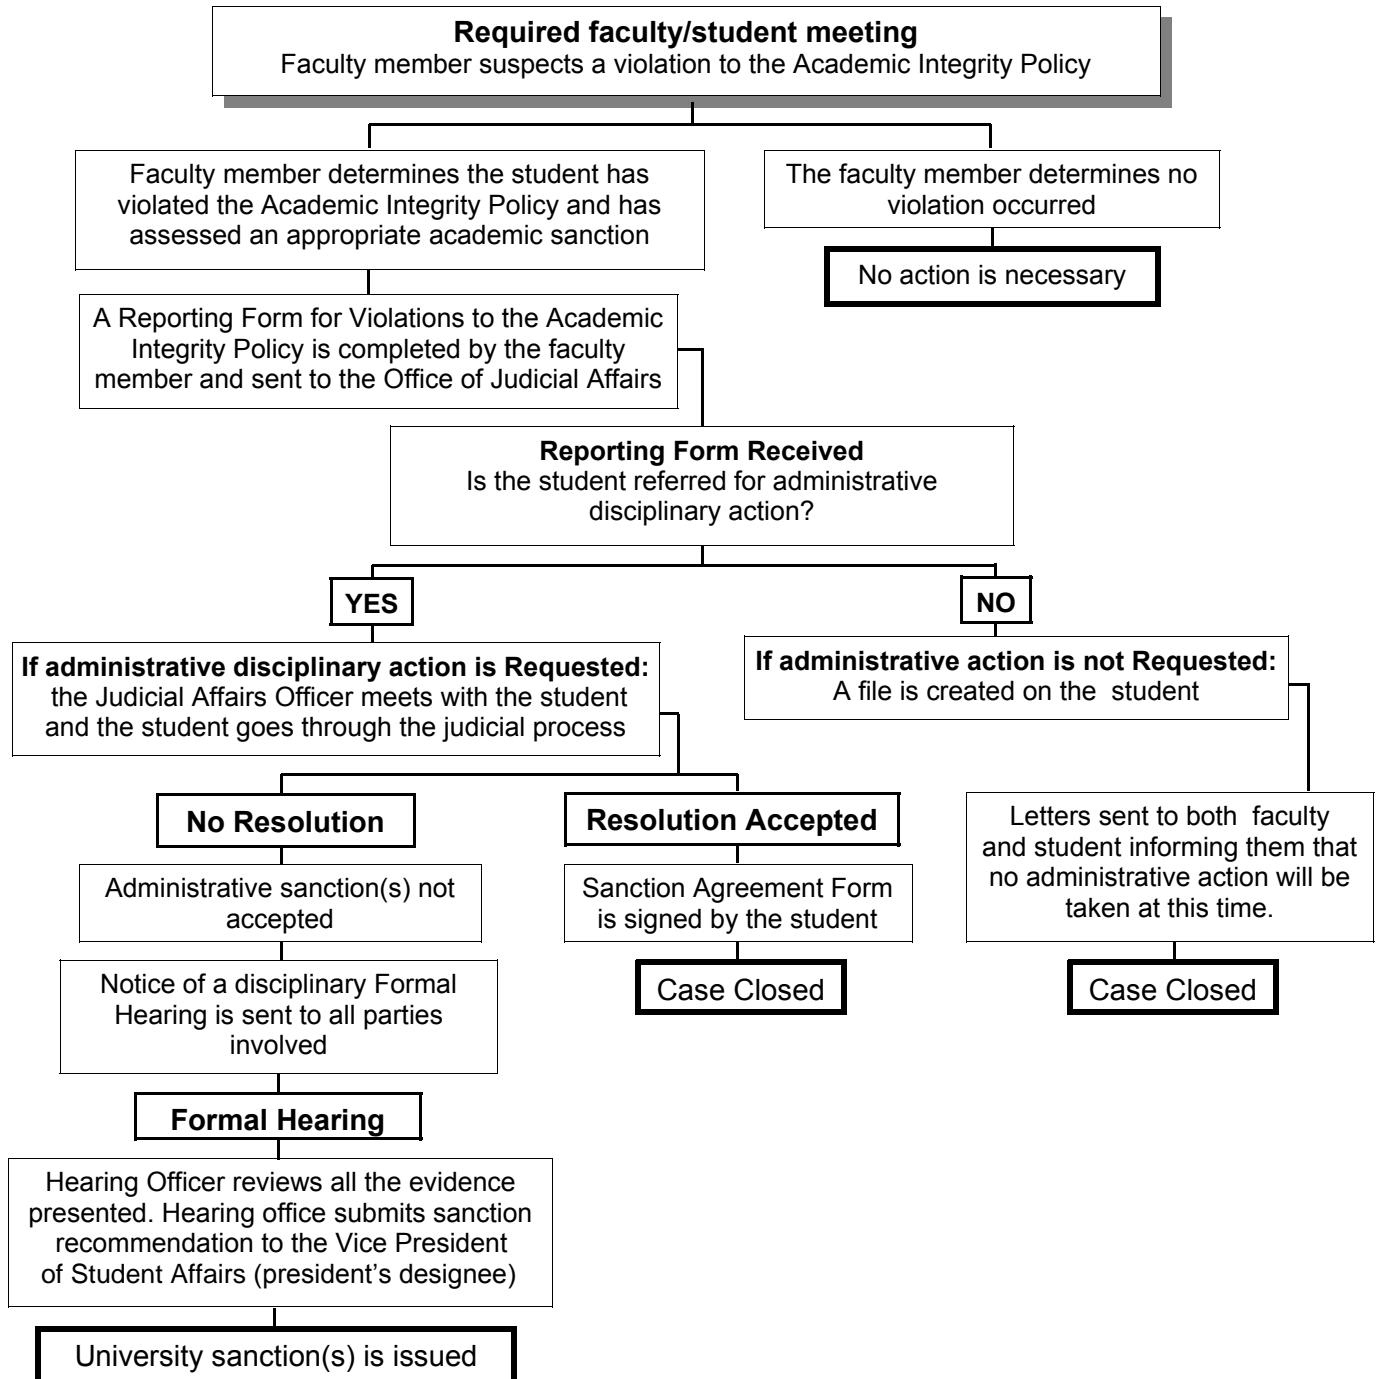 Required faculty/student meeting
Faculty member suspects a violation to the Academic Integrity Policy
Faculty member determines the student has
violated the Academic Integrity Policy and has
assessed an appropriate academic sanction
The faculty member determines no
violation occurred
No action is necessary
A Reporting Form for Violations to the Academic
Integrity Policy is completed by the faculty
member and sent to the Office of Judicial Affairs
Reporting Form Received
Is the student referred for administrative
disciplinary action?
YES
NO
If administrative disciplinary action is Requested:
the Judicial Affairs Officer meets with the student
and the student goes through the judicial process
If administrative action is not Requested:
A file is created on the student
No Resolution
Resolution Accepted
Letters sent to both faculty
and student informing them that
no administrative action will be
taken at this time.
Administrative sanction(s) not
accepted
Sanction Agreement Form
is signed by the student
Case Closed
Case Closed
Notice of a disciplinary Formal
Hearing is sent to all parties
involved
Formal Hearing
Hearing Officer reviews all the evidence
presented. Hearing office submits sanction
recommendation to the Vice President
of Student Affairs (president's designee)
University sanction(s) is issued